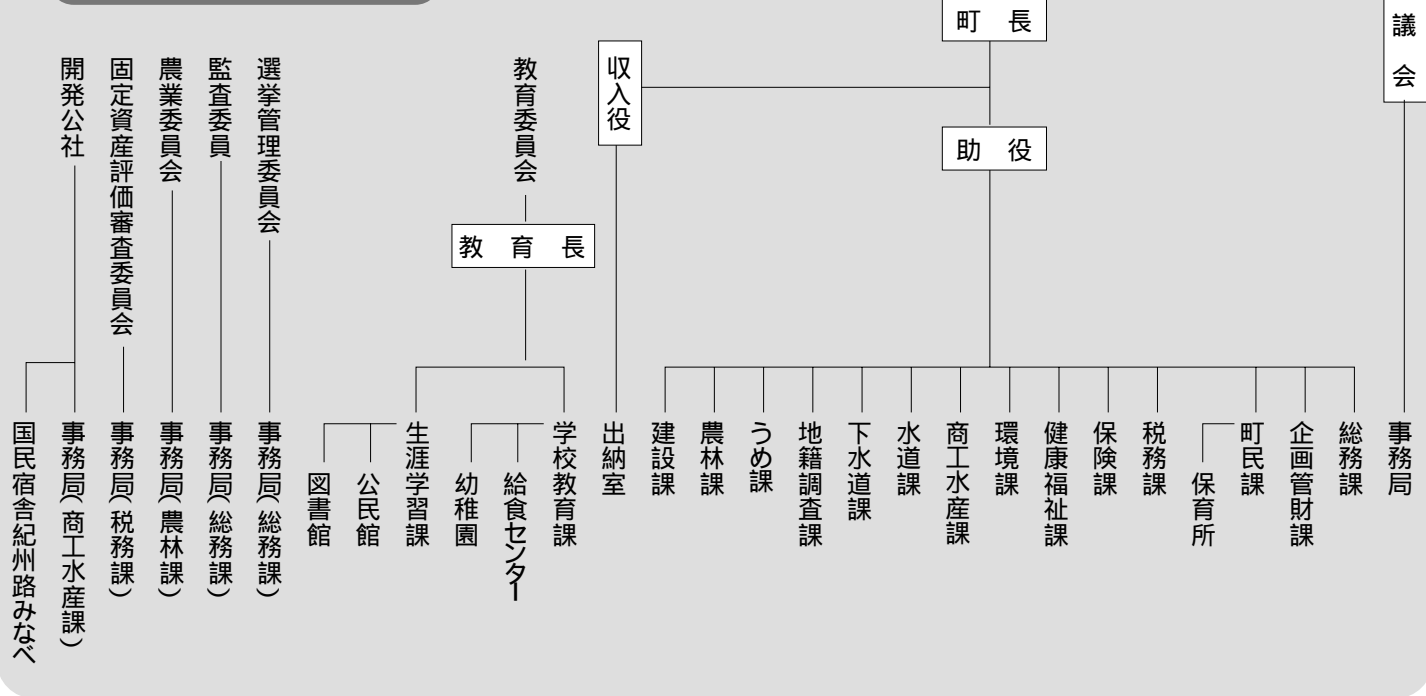 議会
事務局
町長
助役
総務課
企画管財課
町民課
保育所
税務課
保険課
健康福祉課
環境課
商工水産課
水道課
下水道課
地籍調査課
うめ課
農林課
建設課
収入役
出納室
教育委員会
教育長
学校教育課
給食センター
幼稚園
生涯学習課
公民館
図書館
選挙管理委員会
事務局(総務課)
監査委員
事務局(総務課)
農業委員会
事務局(農林課)
固定資産評価審査委員会
事務局(税務課)
開発公社
事務局(商工水産課)
国民宿舎紀州路みなべ